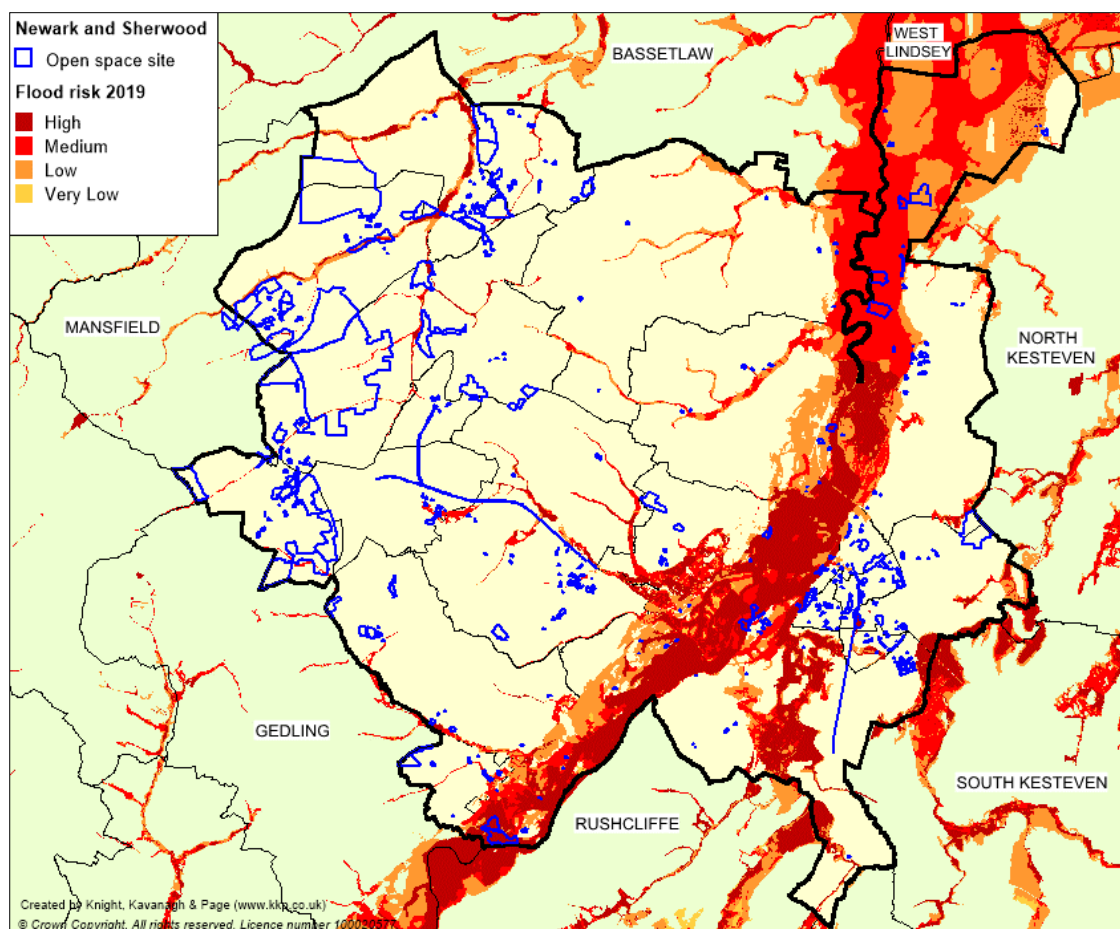 Newark and Sherwood
Open space site
Flood risk 2019
High
Medium
Low
Very Low
BASSETLAW
WEST
LINDSEY
MANSFIELD
NORTH
KESTEVEN
GEDLING
SOUTH KESTEVEN
RUSHCLIFFE
Created by Knight, Kavanagh & Page (www.kkp.co.uk)
© Crown Copyright. All rights reserved. Licence number 100020577.